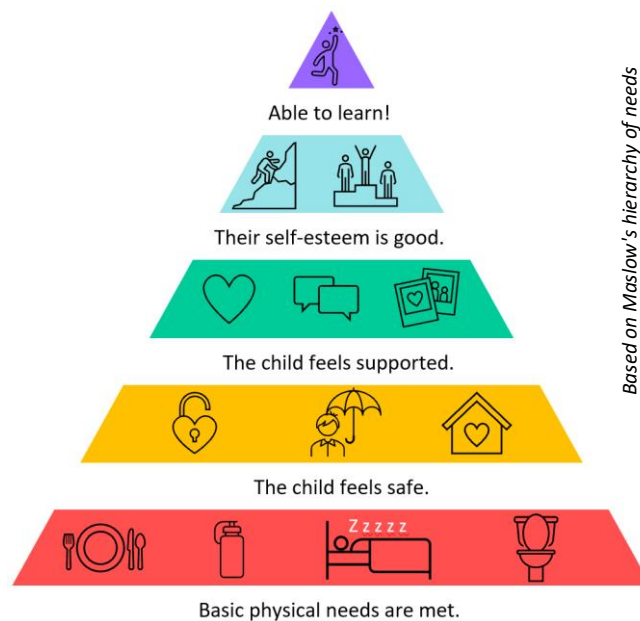 Able to learn!
Their self-esteem is good.
The child feels supported.
The child feels safe.
Z z z z z
Basic physical needs are met.
Based on Maslow's hierarchy of needs